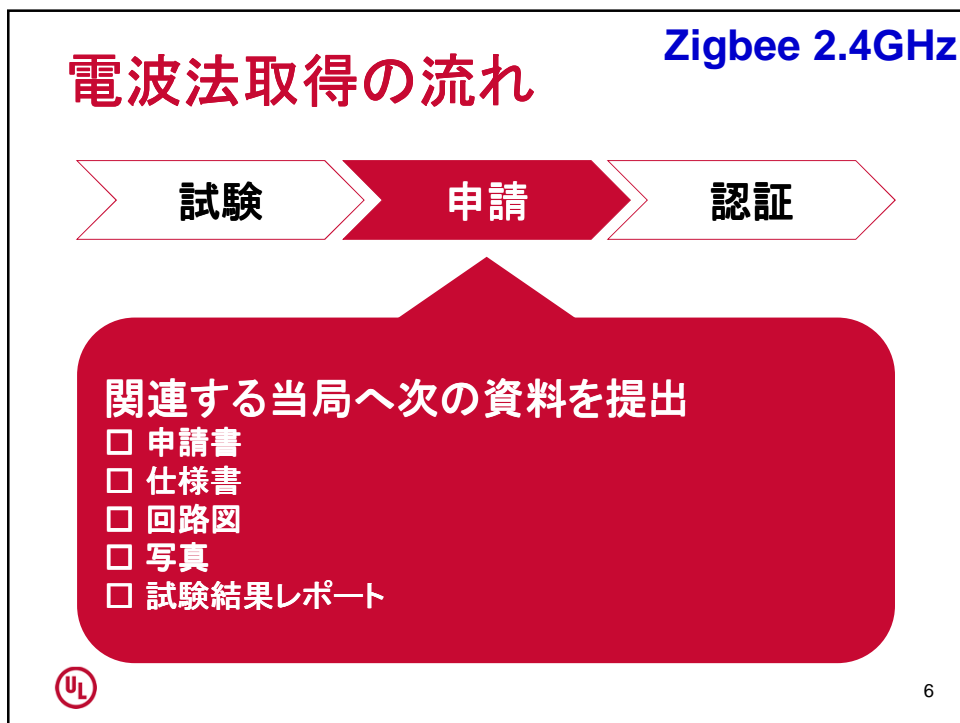 Zigbee 2.4GHz
電波法取得の流れ
試験
申請
認証
関連する当局へ次の資料を提出
□ 申請書
□ 仕様書
□ 回路図
□ 写真
□ 試験結果レポート
UL
6